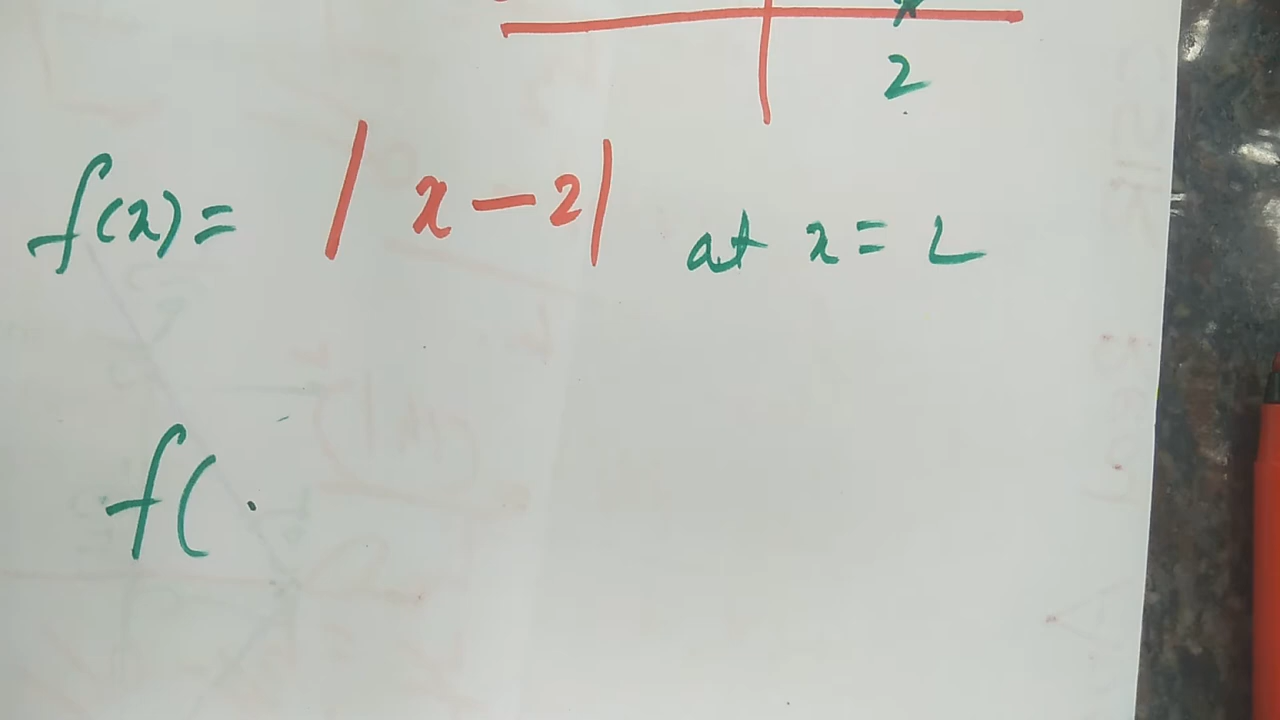 2
f(x) = |x-2| at x = 2
f(